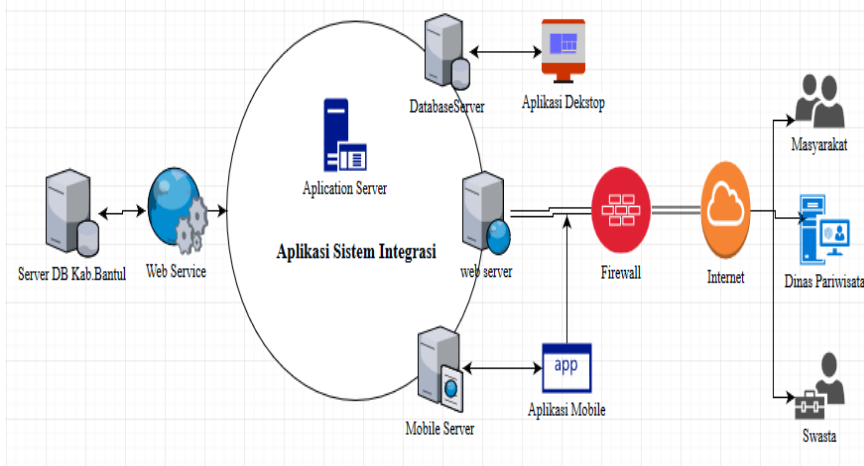 DatabaseServer
Aplikasi Dekstop
Masyarakat
Aplication Server
Server DB Kab.Bantul
Web Service
Aplikasi Sistem Integrasi
web server
Firewall
Internet
Dinas Pariwisata
app
Mobile Server
Aplikasi Mobile
Swasta